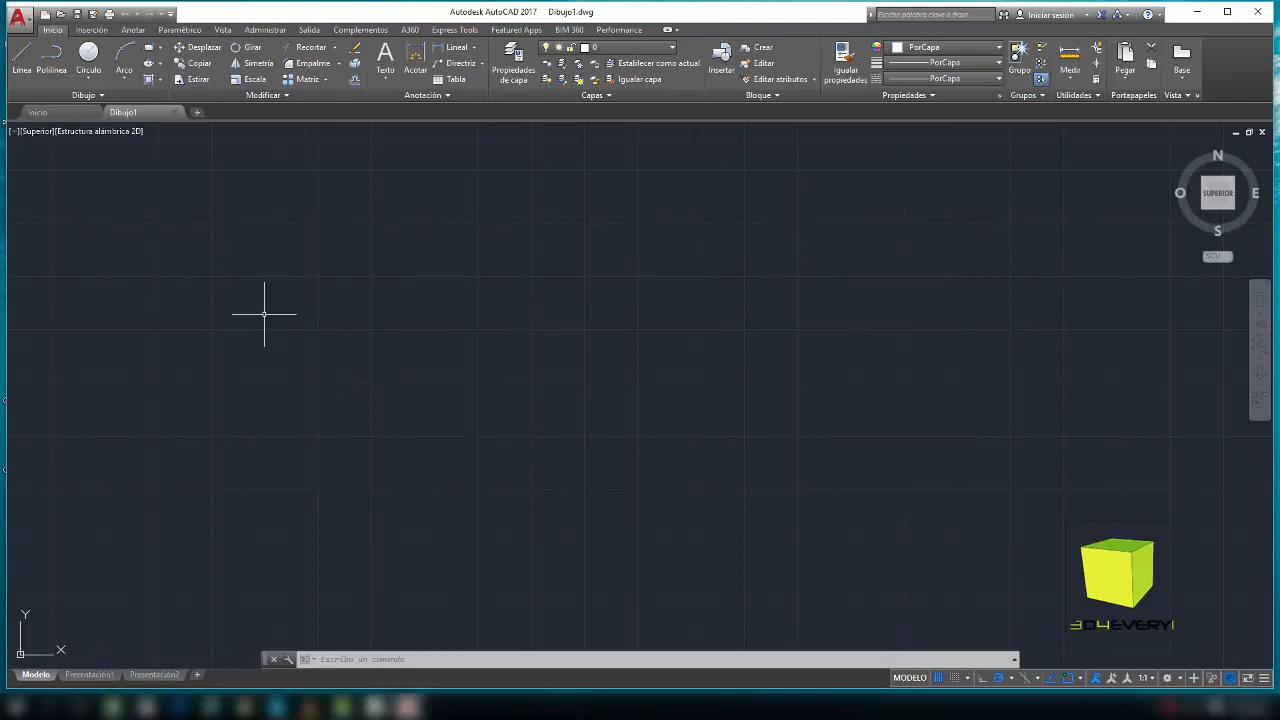 Autodesk AutoCAD 2017 Dibujo1.dwg
Escriba palabra clave o frase
Iniciar sesión
Inicio Inserción Anotar Paramétrico Vista Administrar Salida Complementos A360 Express Tools Featured Apps BIM 360 Performance
Desplazar Girar Recortar Lineal 0 Crear PorCapa
Copiar Simetría Empalme Directriz Establecer como actual Editar PorCapa
Línea Polilínea Círculo Arco Texto Acotar Propiedades de capa Insertar Igualar propiedades Grupo Medir Pegar Base
Estirar Escala Matriz Tabla Igualar capa Editar atributos PorCapa
Dibujo Modificar Anotación Capas Bloque Propiedades Grupos Utilidades Portapapeles Vista
Inicio Dibujo1
[−][Superior][Estructura alámbrica 2D]
N
O SUPERIOR E
S
SCU
3D4EVERY1
Y
X
Escriba un comando
Modelo Presentación1 Presentación2 MODELO 1:1